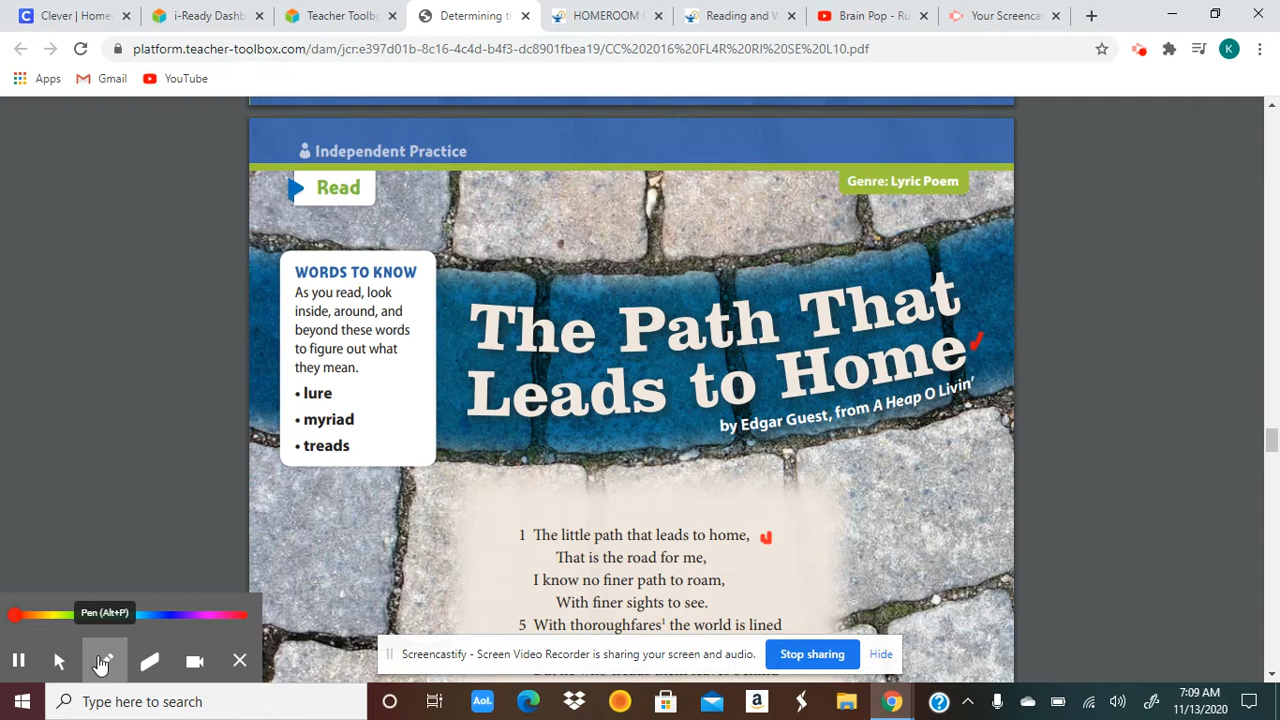 Clever | Home
i-Ready Dashb
Teacher Toolbo
Determining th
HOMEROOM
Reading and W
Brain Pop - Ru
Your Screencas
platform.teacher-toolbox.com/dam/jcr:e397d01b-8c16-4c4d-b4f3-dc8901fbea19/CC%202016%20FL4R%20RI%20SE%20L10.pdf
K
Apps
Gmail
YouTube
Independent Practice
Read
Genre: Lyric Poem
WORDS TO KNOW
As you read, look
inside, around, and
beyond these words
to figure out what
they mean.
• lure
• myriad
• treads
The Path That
Leads to Home
by Edgar Guest, from A Heap O Livin'
1 The little path that leads to home,
That is the road for me,
I know no finer path to roam,
With finer sights to see.
5 With thoroughfares¹ the world is lined
Pen (Alt+P)
Screencastify - Screen Video Recorder is sharing your screen and audio.
Stop sharing
Hide
Type here to search
Aol.
7:09 AM
11/13/2020